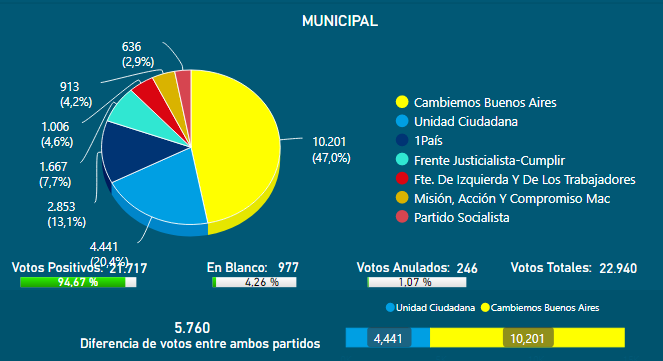 MUNICIPAL
636
(2,9%)
913
(4,2%)
1.006
(4,6%)
1.667
(7,7%)
2.853
(13,1%)
4.441
(20,4%)
10.201
(47,0%)
Cambiemos Buenos Aires
Unidad Ciudadana
1País
Frente Justicialista-Cumplir
Fte. De Izquierda Y De Los Trabajadores
Misión, Acción Y Compromiso Mac
Partido Socialista
Votos Positivos: 21.717
94,67 %
En Blanco: 977
4,26 %
Votos Anulados: 246
1,07 %
Votos Totales: 22.940
5.760
Diferencia de votos entre ambos partidos
Unidad Ciudadana Cambiemos Buenos Aires
4,441 10,201